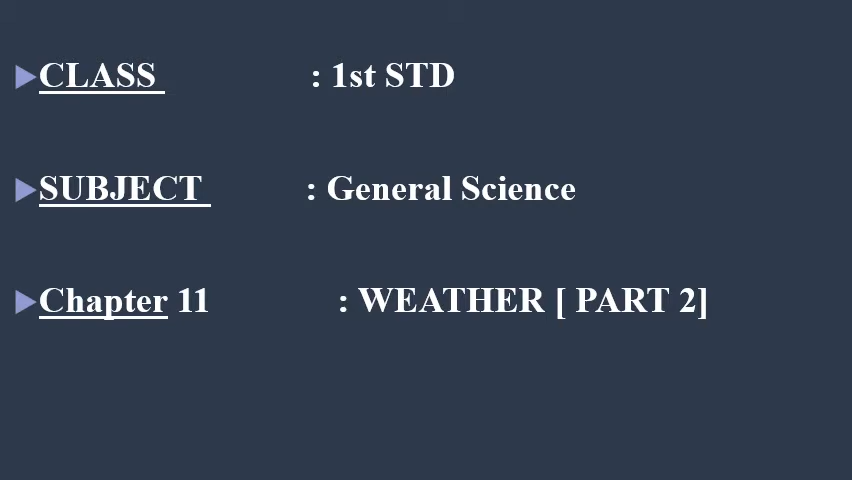 CLASS : 1st STD
SUBJECT : General Science
Chapter 11 : WEATHER [ PART 2]